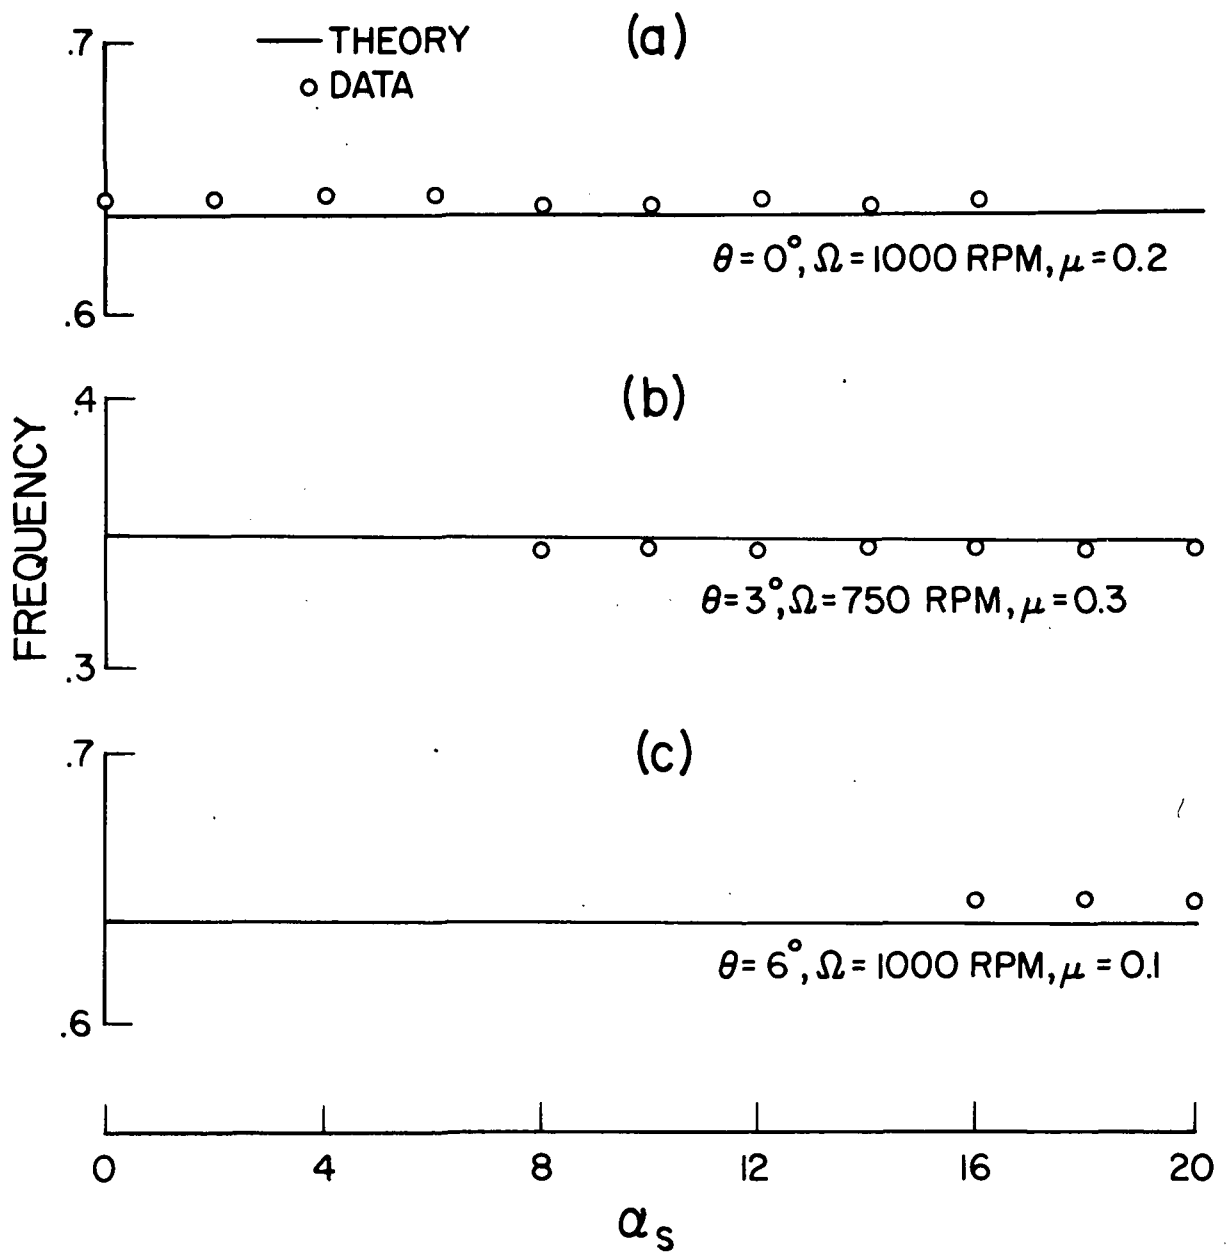 .7
THEORY
(a)
DATA
θ = 0°, Ω = 1000 RPM, μ = 0.2
.6
.4
(b)
FREQUENCY
θ = 3°, Ω = 750 RPM, μ = 0.3
.3
.7
(c)
θ = 6°, Ω = 1000 RPM, μ = 0.1
.6
0 4 8 12 16 20
αs